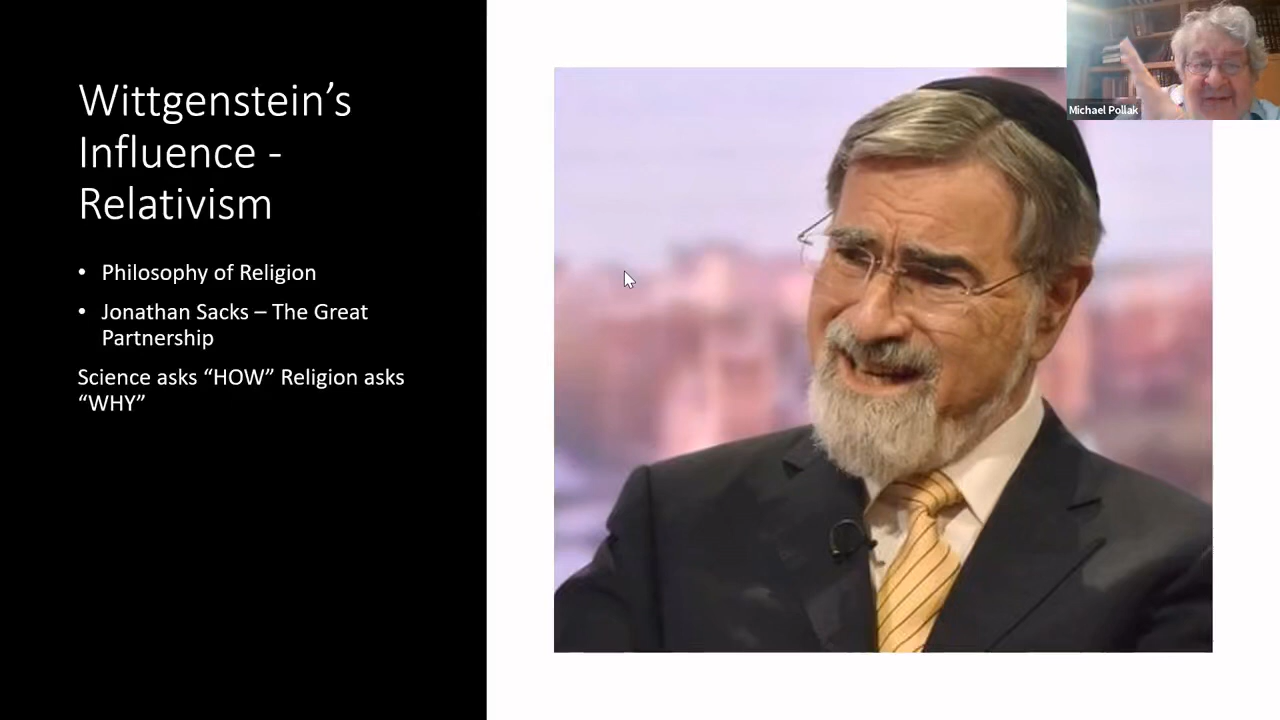 Wittgenstein’s
Influence -
Relativism
• Philosophy of Religion
• Jonathan Sacks – The Great
Partnership
Science asks “HOW” Religion asks
“WHY”
Michael Pollak